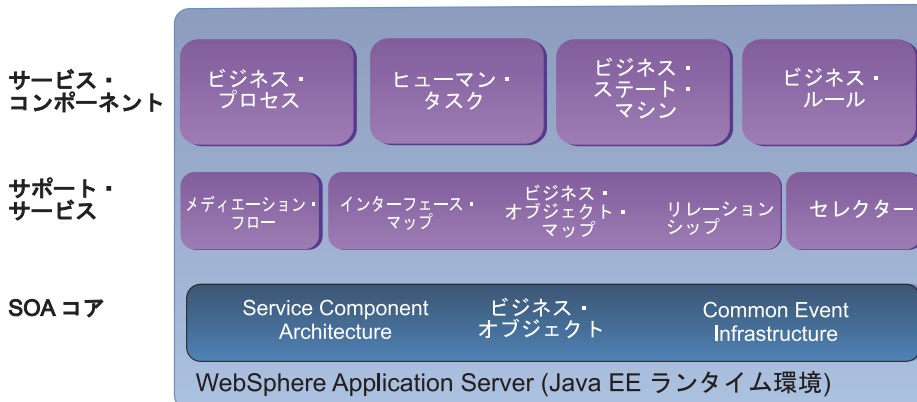 サービス・
コンポーネント
ビジネス・
プロセス
ヒューマン・
タスク
ビジネス・
ステート・
マシン
ビジネス・
ルール
サポート・
サービス
メディエーション・
フロー
インターフェース・
マップ
ビジネス・
オブジェクト・
マップ
リレーション
シップ
セレクター
SOA コア
Service Component
Architecture
ビジネス・
オブジェクト
Common Event
Infrastructure
WebSphere Application Server (Java EE ランタイム環境)